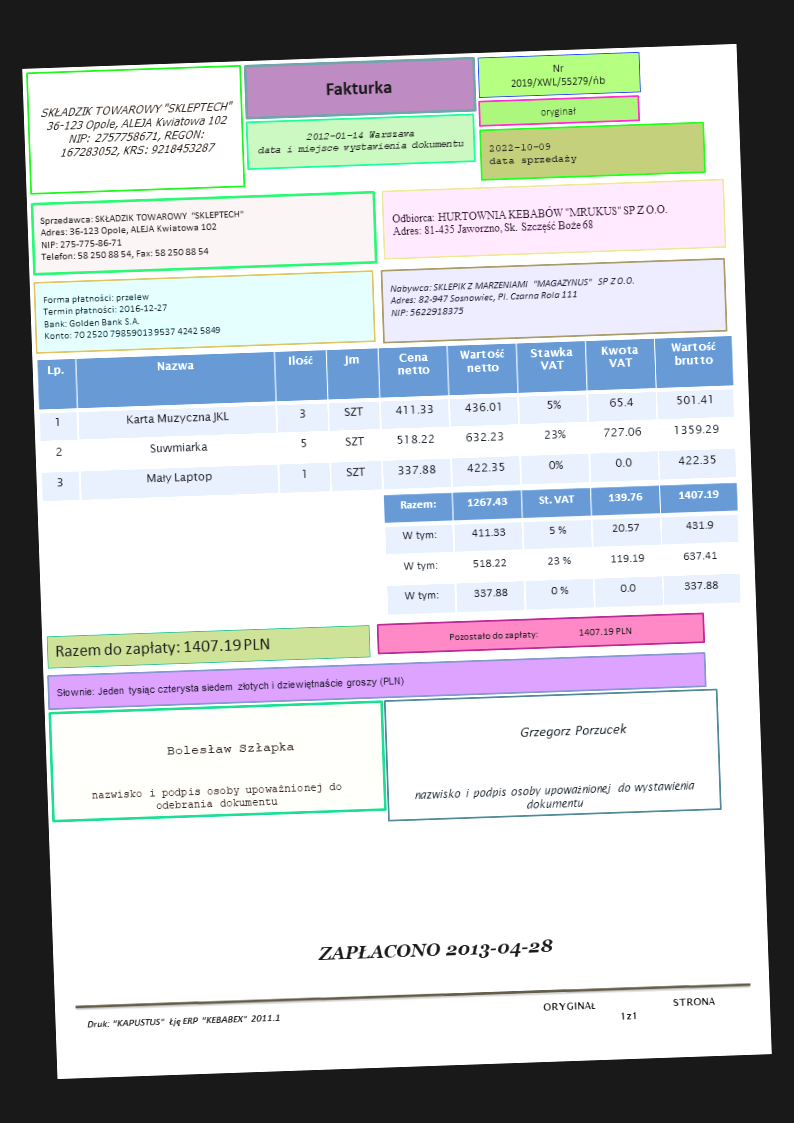 SKŁADZIK TOWAROWY "SKLEPTECH"
36-123 Opole, ALEJA Kwiatowa 102
NIP: 2757758671, REGON:
167283052, KRS: 9218453287
Fakturka
2012-01-14 Warszawa
data i miejsce wystawienia dokumentu
Nr
2019/XWL/55279/ńb
oryginał
2022-10-09
data sprzedaży
Sprzedawca: SKŁADZIK TOWAROWY "SKLEPTECH"
Adres: 36-123 Opole, ALEJA Kwiatowa 102
NIP: 275-775-86-71
Telefon: 58 250 88 54, Fax: 58 250 88 54
Odbiorca: HURTOWNIA KEBABÓW "MRUKUS" SP Z O.O.
Adres: 81-435 Jaworzno, Sk. Szczęść Boże 68
Forma płatności: przelew
Termin płatności: 2016-12-27
Bank: Golden Bank S.A.
Konto: 70 2520 7985 9013 9537 4242 5849
Nabywca: SKLEPIK Z MARZENIAMI "MAGAZYNUS" SP Z O.O.
Adres: 82-947 Sosnowiec, Pl. Czarna Rola 111
NIP: 5622918375
Lp. Nazwa Ilość Jm Cena netto Wartość netto Stawka VAT Kwota VAT Wartość brutto
1 Karta Muzyczna JKL 3 SZT 411.33 436.01 5% 65.4 501.41
2 Suwmiarka 5 SZT 518.22 632.23 23% 727.06 1359.29
3 Mały Laptop 1 SZT 337.88 422.35 0% 0.0 422.35
Razem: 1267.43 St. VAT 139.76 1407.19
W tym: 411.33 5 % 20.57 431.9
W tym: 518.22 23 % 119.19 637.41
W tym: 337.88 0 % 0.0 337.88
Razem do zapłaty: 1407.19 PLN
Pozostało do zapłaty: 1407.19 PLN
Słownie: Jeden tysiąc czterysta siedem złotych i dziewiętnaście groszy (PLN)
Bolesław Szłapka
nazwisko i podpis osoby upoważnionej do
odebrania dokumentu
Grzegorz Porzucek
nazwisko i podpis osoby upoważnionej do wystawienia
dokumentu
ZAPŁACONO 2013-04-28
Druk: "KAPUSTUS" Łję ERP "KEBABEX" 2011.1
ORYGINAŁ STRONA
1 z 1